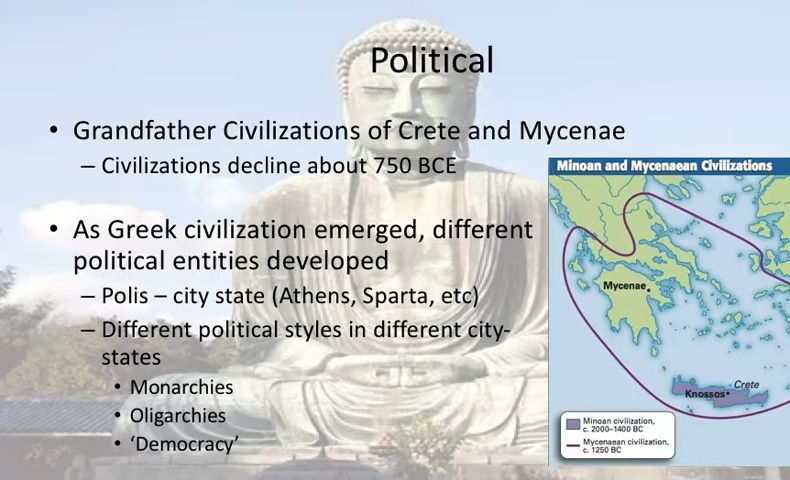 Political
• Grandfather Civilizations of Crete and Mycenae
– Civilizations decline about 750 BCE
• As Greek civilization emerged, different
political entities developed
– Polis – city state (Athens, Sparta, etc)
– Different political styles in different city-
states
• Monarchies
• Oligarchies
• ‘Democracy’
Minoan and Mycenaean Civilizations
Mycenae
Crete
Knossos
Minoan civilization,
c. 2000–1400 BC
Mycenaean civilization,
c. 1250 BC